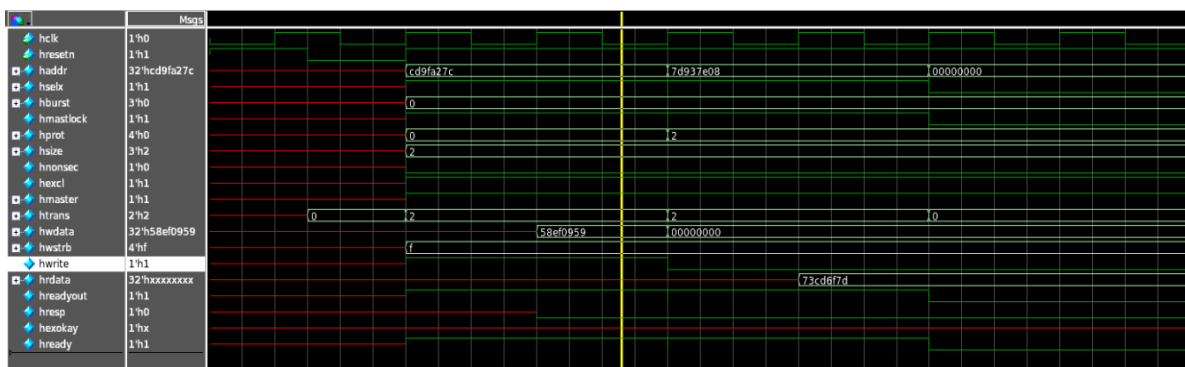 Msgs
hclk 1'h0
hresetn 1'h1
haddr 32'hcd9fa27c cd9fa27c 7d937e08 00000000
hselx 1'h1
hburst 3'h0 0
hmastlock 1'h1
hprot 4'h0 0 2
hsize 3'h2 2
hnonsec 1'h0
hexcl 1'h1
hmaster 1'h1
htrans 2'h2 0 2 2 0
hwdata 32'h58ef0959 58ef0959 00000000
hwstrb 4'hf f
hwrite 1'h1
hrdata 32'hxxxxxxxx 73cd6f7d
hreadyout 1'h1
hresp 1'h0
hexokay 1'hx
hready 1'h1